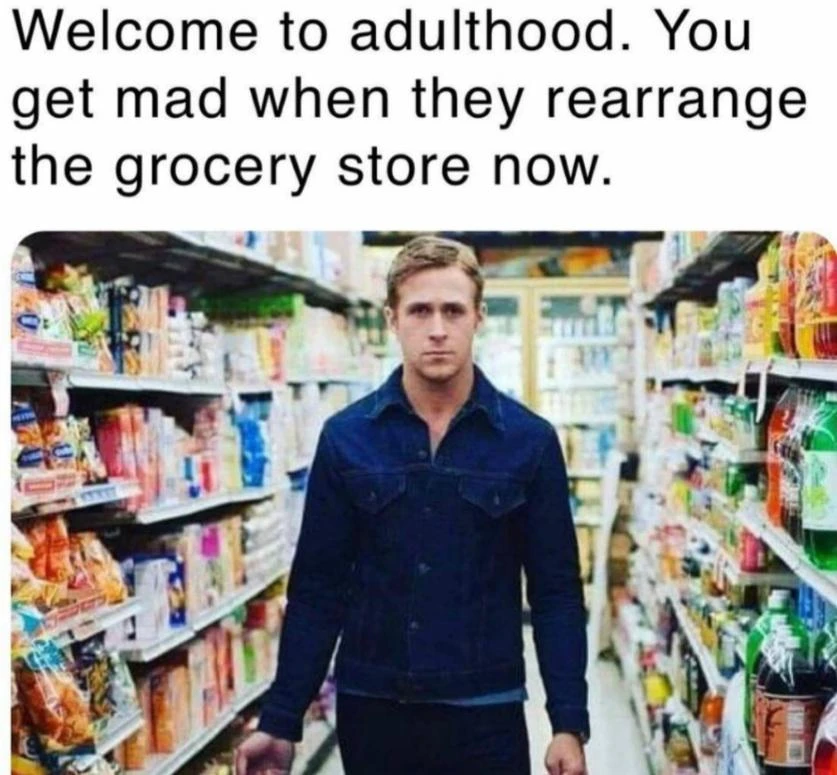 Welcome to adulthood. You
get mad when they rearrange
the grocery store now.